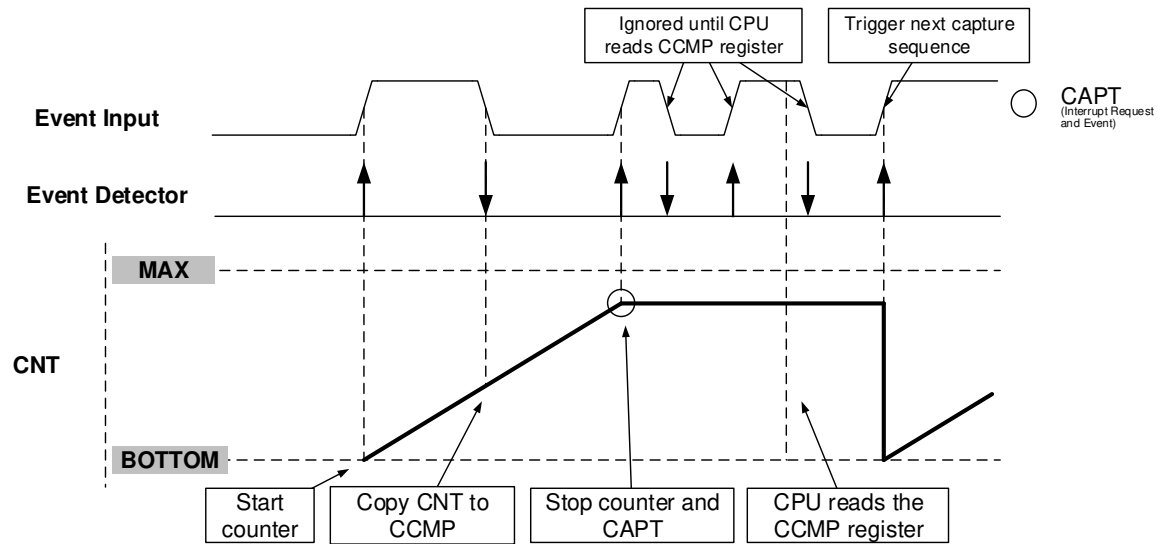 Ignored until CPU
reads CCMP register
Trigger next capture
sequence
Event Input
CAPT
(Interrupt Request
and Event)
Event Detector
MAX
CNT
BOTTOM
Start
counter
Copy CNT to
CCMP
Stop counter and
CAPT
CPU reads the
CCMP register